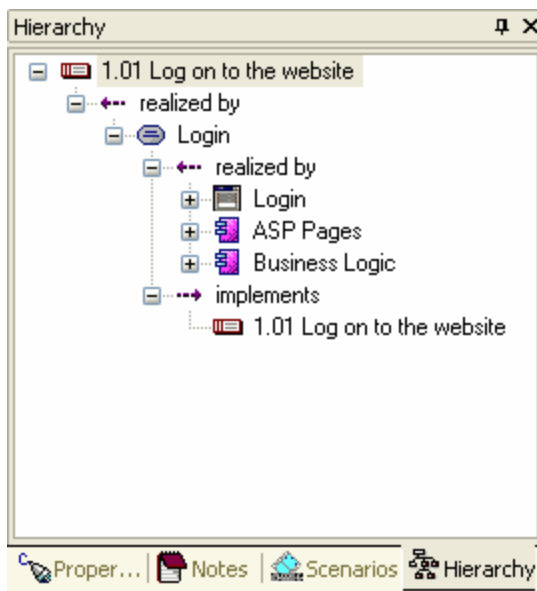 Hierarchy
1.01 Log on to the website
realized by
Login
realized by
Login
ASP Pages
Business Logic
implements
1.01 Log on to the website
Proper... Notes Scenarios Hierarchy